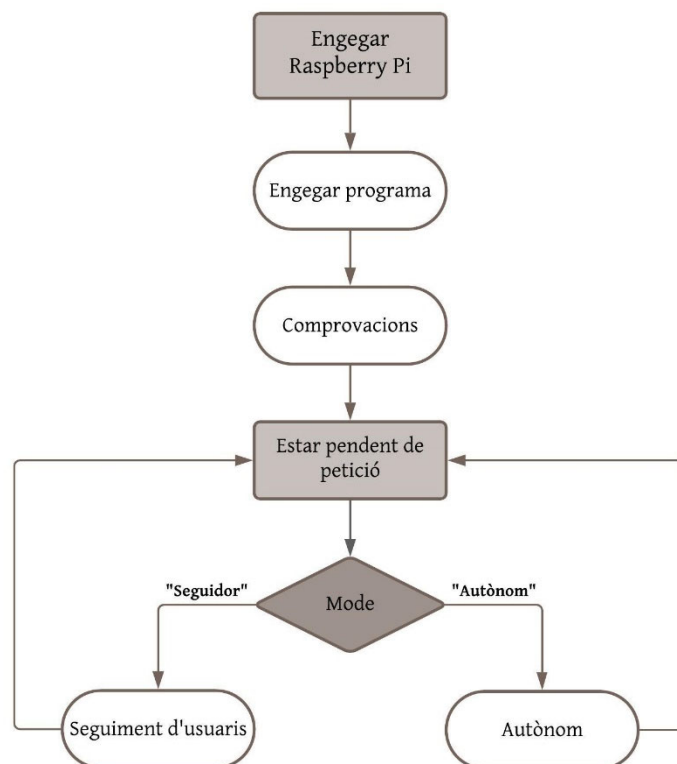 Engegar
Raspberry Pi
Engegar programa
Comprovacions
Estar pendent de
petició
"Seguidor"
Mode
"Autònom"
Seguiment d'usuaris
Autònom